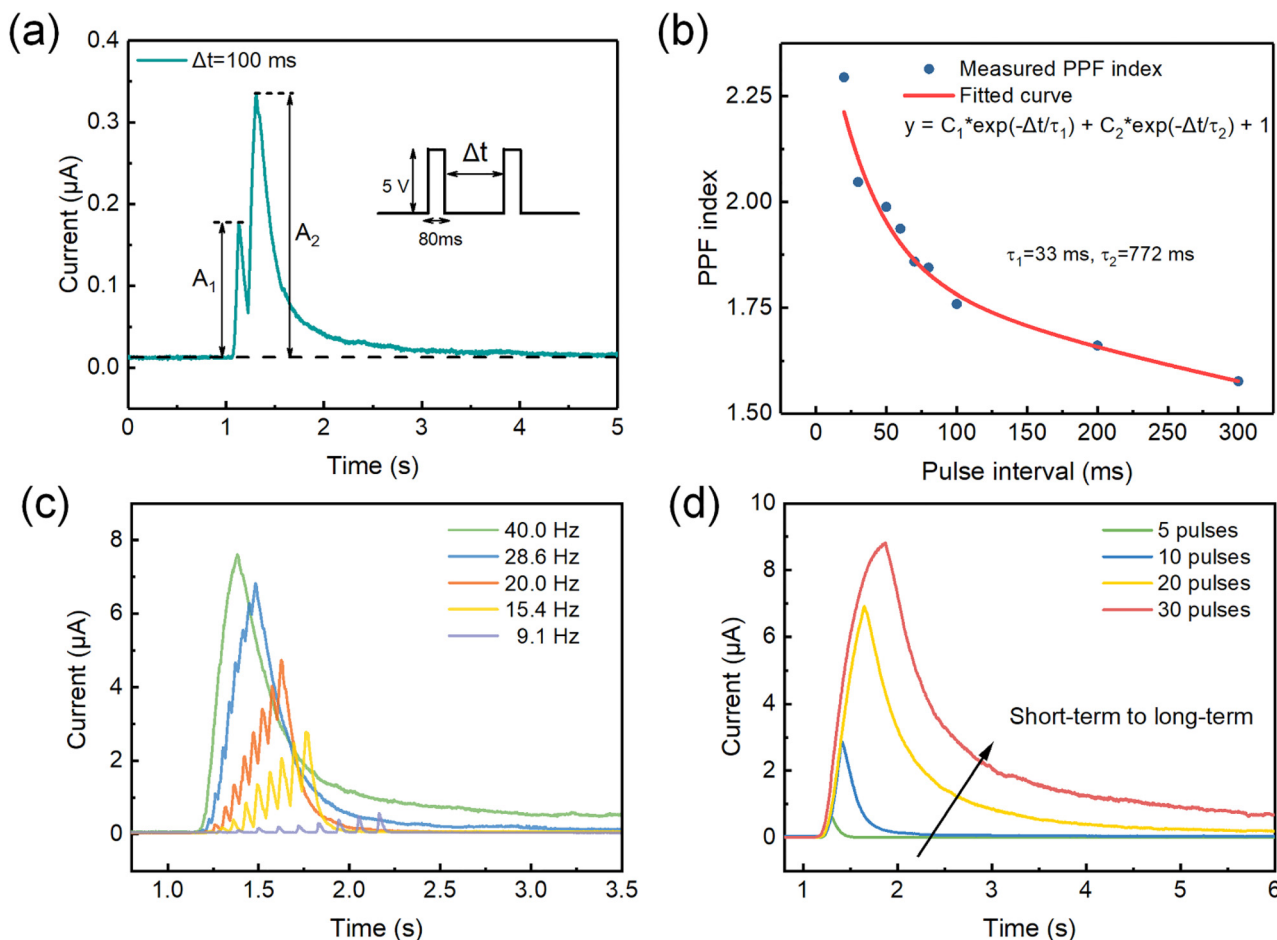 (a)
0.4
0.3
0.2
0.1
0.0
Current (µA)
Δt=100 ms
A₁
A₂
5 V
Δt
80ms
0 1 2 3 4 5
Time (s)
(b)
2.25
2.00
1.75
1.50
PPF index
Measured PPF index
Fitted curve
y = C₁*exp(-Δt/τ₁) + C₂*exp(-Δt/τ₂) + 1
τ₁=33 ms, τ₂=772 ms
0 50 100 150 200 250 300
Pulse interval (ms)
(c)
8
6
4
2
0
Current (µA)
40.0 Hz
28.6 Hz
20.0 Hz
15.4 Hz
9.1 Hz
1.0 1.5 2.0 2.5 3.0 3.5
Time (s)
(d)
10
8
6
4
2
0
Current (µA)
5 pulses
10 pulses
20 pulses
30 pulses
Short-term to long-term
1 2 3 4 5 6
Time (s)